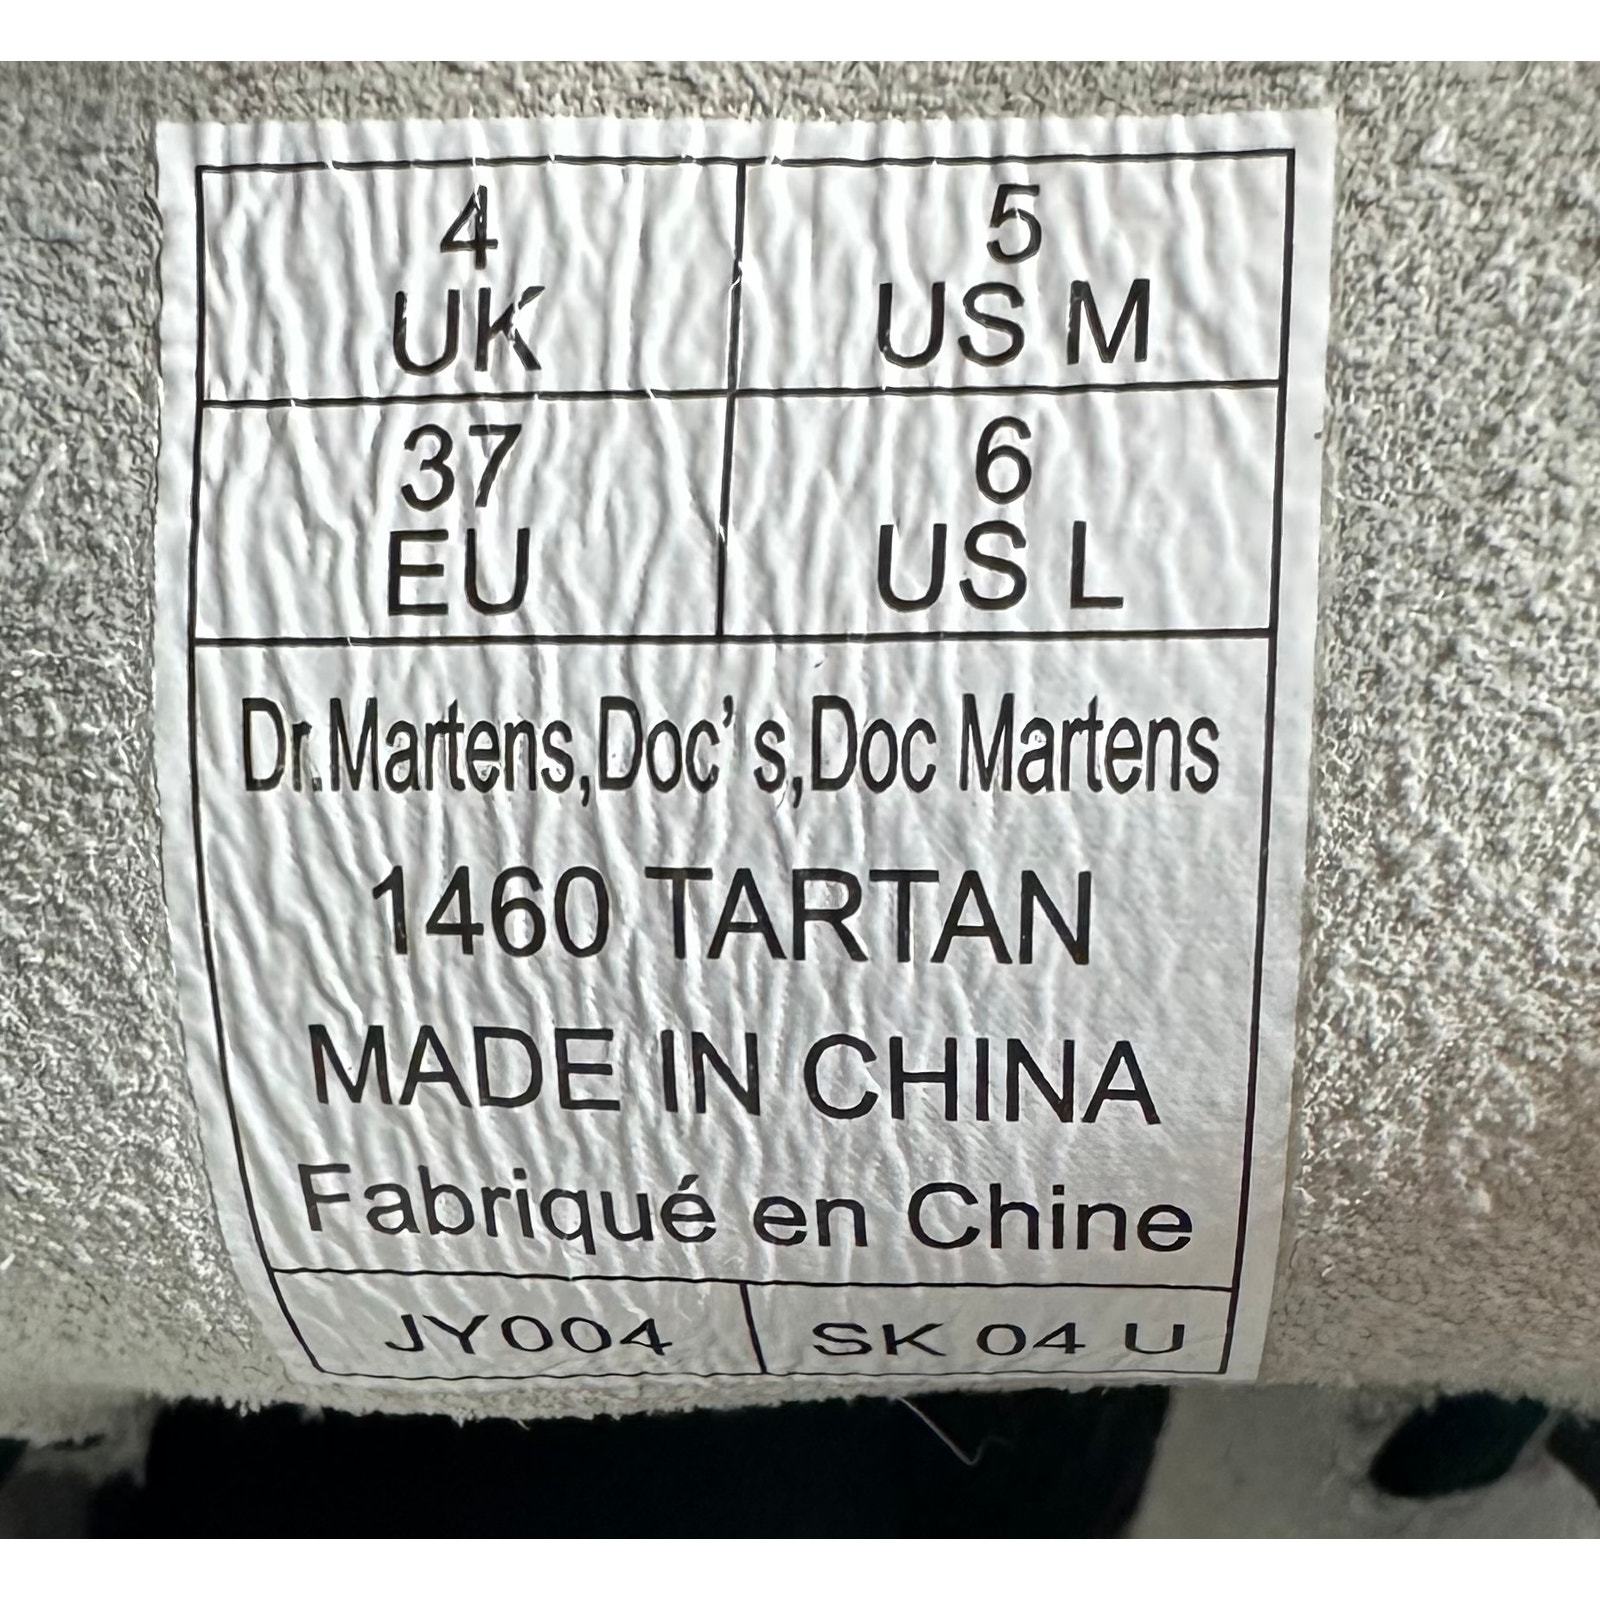 4 5
UK US M
37 6
EU US L
Dr.Martens,Doc's,Doc Martens
1460 TARTAN
MADE IN CHINA
Fabriqué en Chine
JY004 SK 04 U